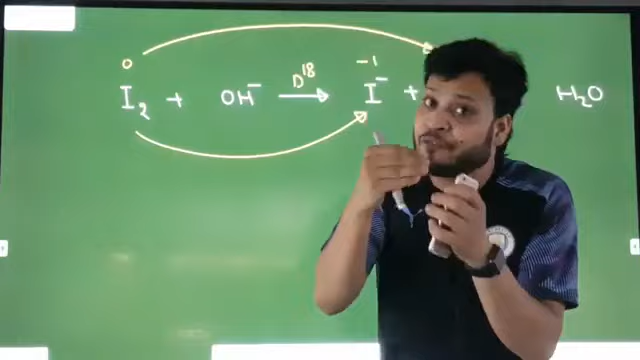 0 -1
D18
I2 + OH⁻ → I⁻ + H2O